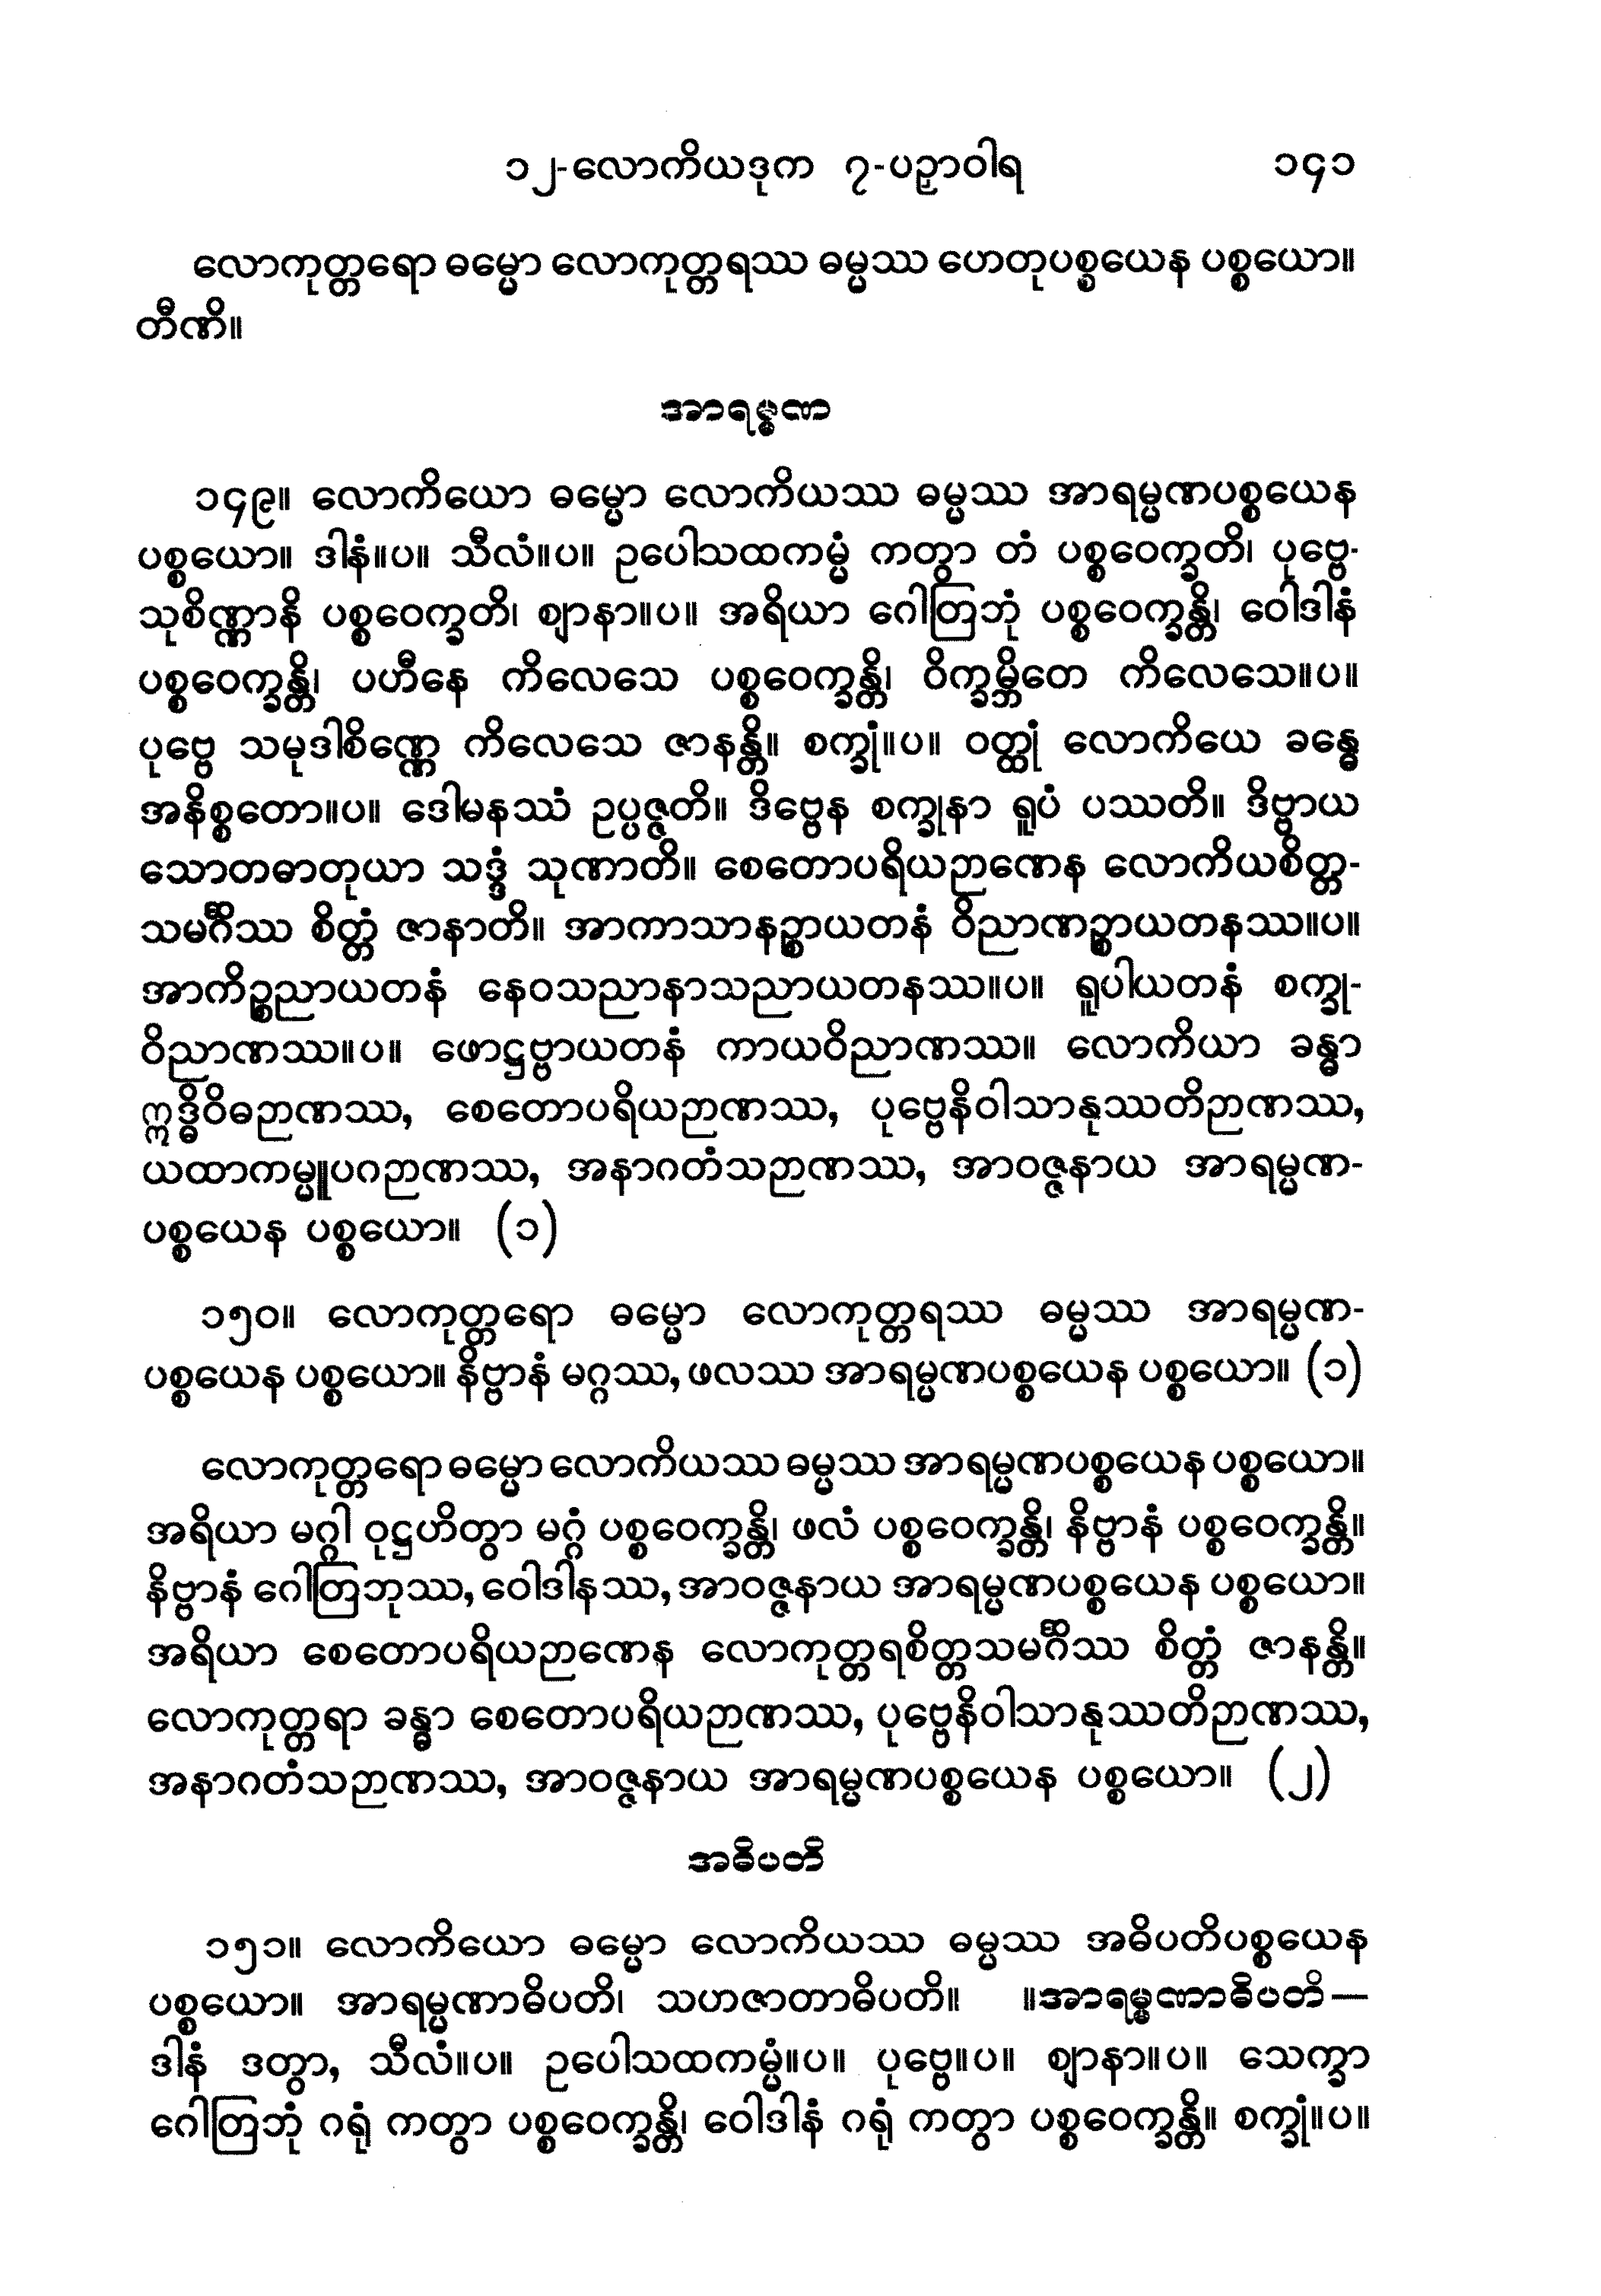 ၁၂-လောကိယဒုက ၇-ပဉှာဝါရ ၁၄၁
လောကုတ္တရော ဓမ္မော လောကုတ္တရဿ ဓမ္မဿ ဟေတုပစ္စယေန ပစ္စယော။
တီဏိ။
အာရမ္မဏ
၁၄၉။ လောကိယော ဓမ္မော လောကိယဿ ဓမ္မဿ အာရမ္မဏပစ္စယေန
ပစ္စယော။ ဒါနံ။ပ။ သီလံ။ပ။ ဥပေါသထကမ္မံ ကတွာ တံ ပစ္စဝေက္ခတိ၊ ပုဗ္ဗေ-
သုစိဏ္ဏာနိ ပစ္စဝေက္ခတိ၊ ဈာနာ။ပ။ အရိယာ ဂေါတြဘုံ ပစ္စဝေက္ခန္တိ၊ ဝေါဒါနံ
ပစ္စဝေက္ခန္တိ၊ ပဟီနေ ကိလေသေ ပစ္စဝေက္ခန္တိ၊ ဝိက္ခမ္ဘိတေ ကိလေသေ။ပ။
ပုဗ္ဗေ သမုဒါစိဏ္ဏေ ကိလေသေ ဇာနန္တိ။ စက္ခုံ။ပ။ ဝတ္ထုံ လောကိယေ ခန္ဓေ
အနိစ္စတော။ပ။ ဒေါမနဿံ ဥပ္ပဇ္ဇတိ။ ဒိဗ္ဗေန စက္ခုနာ ရူပံ ပဿတိ။ ဒိဗ္ဗာယ
သောတဓာတုယာ သဒ္ဒံ သုဏာတိ။ စေတောပရိယဉာဏေန လောကိယစိတ္တ-
သမင်္ဂိဿ စိတ္တံ ဇာနာတိ။ အာကာသာနဉ္စာယတနံ ဝိညာဏဉ္စာယတနဿ။ပ။
အာကိဉ္စညာယတနံ နေဝသညာနာသညာယတနဿ။ပ။ ရူပါယတနံ စက္ခု-
ဝိညာဏဿ။ပ။ ဖောဋ္ဌဗ္ဗာယတနံ ကာယဝိညာဏဿ။ လောကိယာ ခန္ဓာ
ဣဒ္ဓိဝိဓဉာဏဿ, စေတောပရိယဉာဏဿ, ပုဗ္ဗေနိဝါသာနုဿတိဉာဏဿ,
ယထာကမ္မူပဂဉာဏဿ, အနာဂတံသဉာဏဿ, အာဝဇ္ဇနာယ အာရမ္မဏ-
ပစ္စယေန ပစ္စယော။ (၁)
၁၅၀။ လောကုတ္တရော ဓမ္မော လောကုတ္တရဿ ဓမ္မဿ အာရမ္မဏ-
ပစ္စယေန ပစ္စယော။ နိဗ္ဗာနံ မဂ္ဂဿ, ဖလဿ အာရမ္မဏပစ္စယေန ပစ္စယော။ (၁)
လောကုတ္တရော ဓမ္မော လောကိယဿ ဓမ္မဿ အာရမ္မဏပစ္စယေန ပစ္စယော။
အရိယာ မဂ္ဂါ ဝုဋ္ဌဟိတွာ မဂ္ဂံ ပစ္စဝေက္ခန္တိ၊ ဖလံ ပစ္စဝေက္ခန္တိ၊ နိဗ္ဗာနံ ပစ္စဝေက္ခန္တိ။
နိဗ္ဗာနံ ဂေါတြဘုဿ, ဝေါဒါနဿ, အာဝဇ္ဇနာယ အာရမ္မဏပစ္စယေန ပစ္စယော။
အရိယာ စေတောပရိယဉာဏေန လောကုတ္တရစိတ္တသမင်္ဂိဿ စိတ္တံ ဇာနန္တိ။
လောကုတ္တရာ ခန္ဓာ စေတောပရိယဉာဏဿ, ပုဗ္ဗေနိဝါသာနုဿတိဉာဏဿ,
အနာဂတံသဉာဏဿ, အာဝဇ္ဇနာယ အာရမ္မဏပစ္စယေန ပစ္စယော။ (၂)
အဓိပတိ
၁၅၁။ လောကိယော ဓမ္မော လောကိယဿ ဓမ္မဿ အဓိပတိပစ္စယေန
ပစ္စယော။ အာရမ္မဏာဓိပတိ၊ သဟဇာတာဓိပတိ။ ။အာရမ္မဏာဓိပတိ—
ဒါနံ ဒတွာ, သီလံ။ပ။ ဥပေါသထကမ္မံ။ပ။ ပုဗ္ဗေ။ပ။ ဈာနာ။ပ။ သေက္ခာ
ဂေါတြဘုံ ဂရုံ ကတွာ ပစ္စဝေက္ခန္တိ၊ ဝေါဒါနံ ဂရုံ ကတွာ ပစ္စဝေက္ခန္တိ။ စက္ခုံ။ပ။